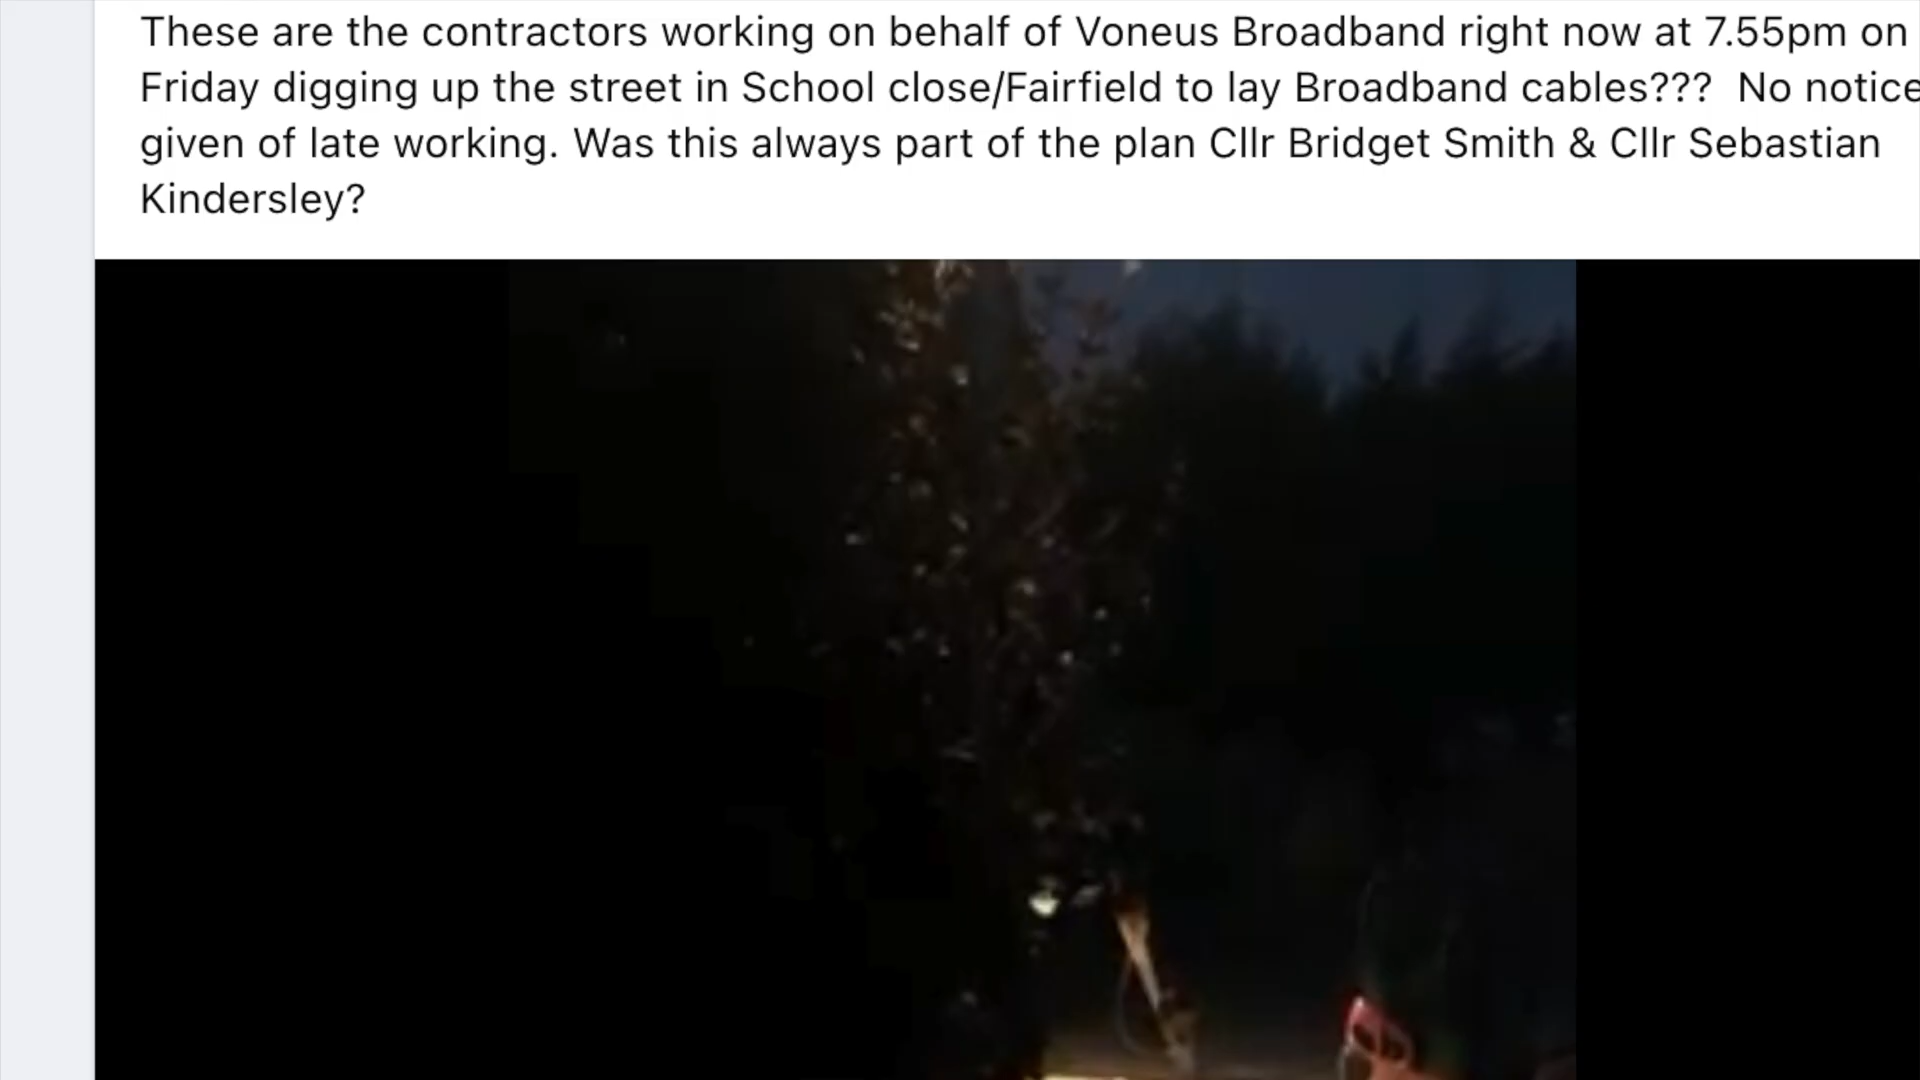 These are the contractors working on behalf of Voneus Broadband right now at 7.55pm on
Friday digging up the street in School close/Fairfield to lay Broadband cables??? No notice
given of late working. Was this always part of the plan Cllr Bridget Smith & Cllr Sebastian
Kindersley?